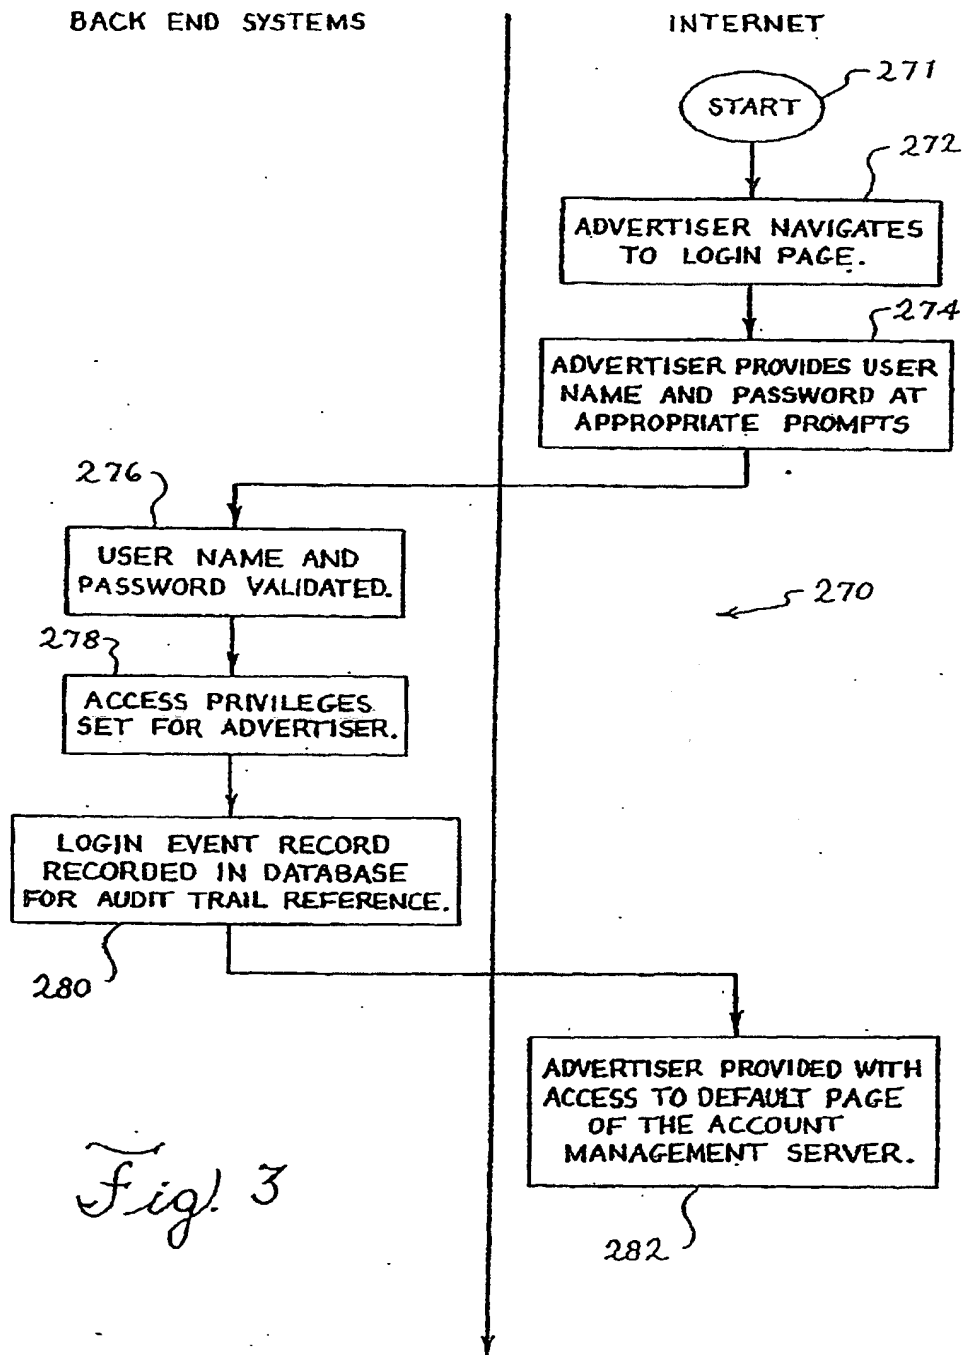 BACK END SYSTEMS
INTERNET
271
START
272
ADVERTISER NAVIGATES
TO LOGIN PAGE.
274
ADVERTISER PROVIDES USER
NAME AND PASSWORD AT
APPROPRIATE PROMPTS
276
USER NAME AND
PASSWORD VALIDATED.
270
278
ACCESS PRIVILEGES
SET FOR ADVERTISER.
LOGIN EVENT RECORD
RECORDED IN DATABASE
FOR AUDIT TRAIL REFERENCE.
280
ADVERTISER PROVIDED WITH
ACCESS TO DEFAULT PAGE
OF THE ACCOUNT
MANAGEMENT SERVER.
282
Fig. 3